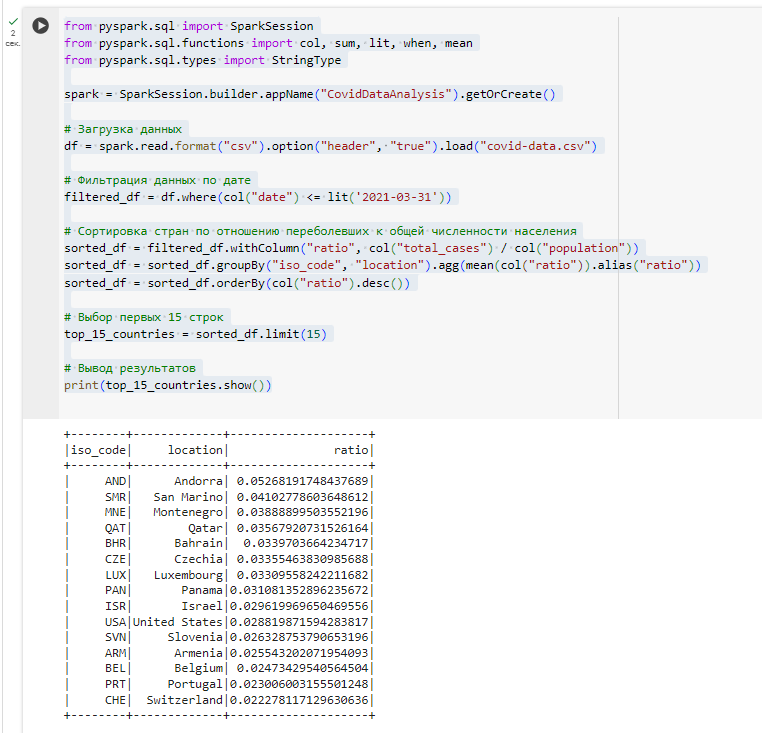 2
сек.
from pyspark.sql import SparkSession
from pyspark.sql.functions import col, sum, lit, when, mean
from pyspark.sql.types import StringType
spark = SparkSession.builder.appName("CovidDataAnalysis").getOrCreate()
# Загрузка данных
df = spark.read.format("csv").option("header", "true").load("covid-data.csv")
# Фильтрация данных по дате
filtered_df = df.where(col("date") <= lit('2021-03-31'))
# Сортировка стран по отношению переболевших к общей численности населения
sorted_df = filtered_df.withColumn("ratio", col("total_cases") / col("population"))
sorted_df = sorted_df.groupBy("iso_code", "location").agg(mean(col("ratio")).alias("ratio"))
sorted_df = sorted_df.orderBy(col("ratio").desc())
# Выбор первых 15 строк
top_15_countries = sorted_df.limit(15)
# Вывод результатов
print(top_15_countries.show())
+--------+-------------+--------------------+
|iso_code|     location|               ratio|
+--------+-------------+--------------------+
|     AND|      Andorra| 0.05268191748437689|
|     SMR|   San Marino| 0.04102778603648612|
|     MNE|   Montenegro| 0.03888899503552196|
|     QAT|        Qatar| 0.03567920731526164|
|     BHR|      Bahrain|  0.0339703664234717|
|     CZE|      Czechia| 0.03355463830985688|
|     LUX|   Luxembourg| 0.03309558242211682|
|     PAN|       Panama|0.031081352896235672|
|     ISR|       Israel|0.029619969650469556|
|     USA|United States|0.028819871594283817|
|     SVN|     Slovenia|0.026328753790653196|
|     ARM|      Armenia|0.025543202071954093|
|     BEL|      Belgium| 0.02473429540564504|
|     PRT|     Portugal|0.023006003155501248|
|     CHE|  Switzerland|0.022278117129630636|
+--------+-------------+--------------------+